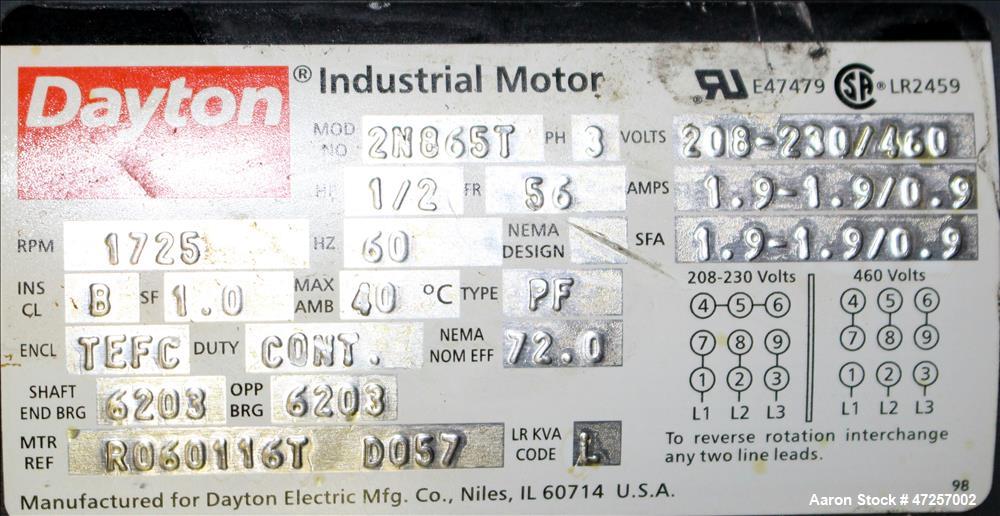 Dayton® Industrial Motor
RU ® E47479 SA ® LR2459
MOD NO 2N865T PH 3 VOLTS 208-230/460
HP 1/2 FR 56 AMPS 1.9-1.9/0.9
RPM 1725 HZ 60 NEMA DESIGN SFA 1.9-1.9/0.9
INS CL B SF 1.0 MAX AMB 40 °C TYPE PF
ENCL TEFC DUTY CONT. NEMA NOM EFF 72.0
SHAFT END BRG 6203 OPP BRG 6203
MTR REF R060116T D057 LR KVA CODE L
208-230 Volts 460 Volts
4 5 6 4 5 6
7 8 9 7 8 9
1 2 3 1 2 3
L1 L2 L3 L1 L2 L3
To reverse rotation interchange
any two line leads.
Manufactured for Dayton Electric Mfg. Co., Niles, IL 60714 U.S.A.
98
Aaron Stock # 47257002